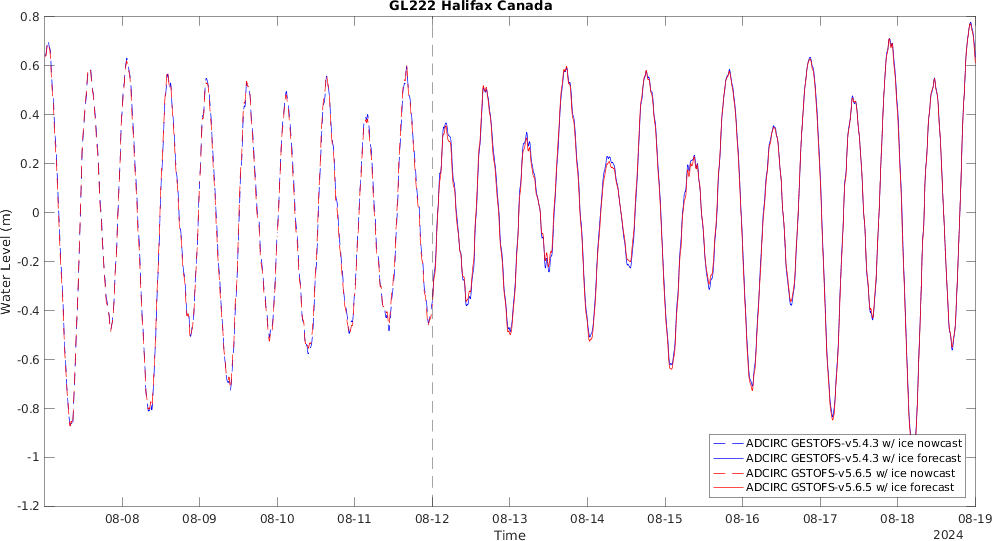 GL222 Halifax Canada
0.8
0.6
0.4
0.2
0
-0.2
-0.4
-0.6
-0.8
-1
-1.2
Water Level (m)
ADCIRC GESTOFS-v5.4.3 w/ ice nowcast
ADCIRC GESTOFS-v5.4.3 w/ ice forecast
ADCIRC GSTOFS-v5.6.5 w/ ice nowcast
ADCIRC GSTOFS-v5.6.5 w/ ice forecast
08-08 08-09 08-10 08-11 08-12 08-13 08-14 08-15 08-16 08-17 08-18 08-19
Time
2024